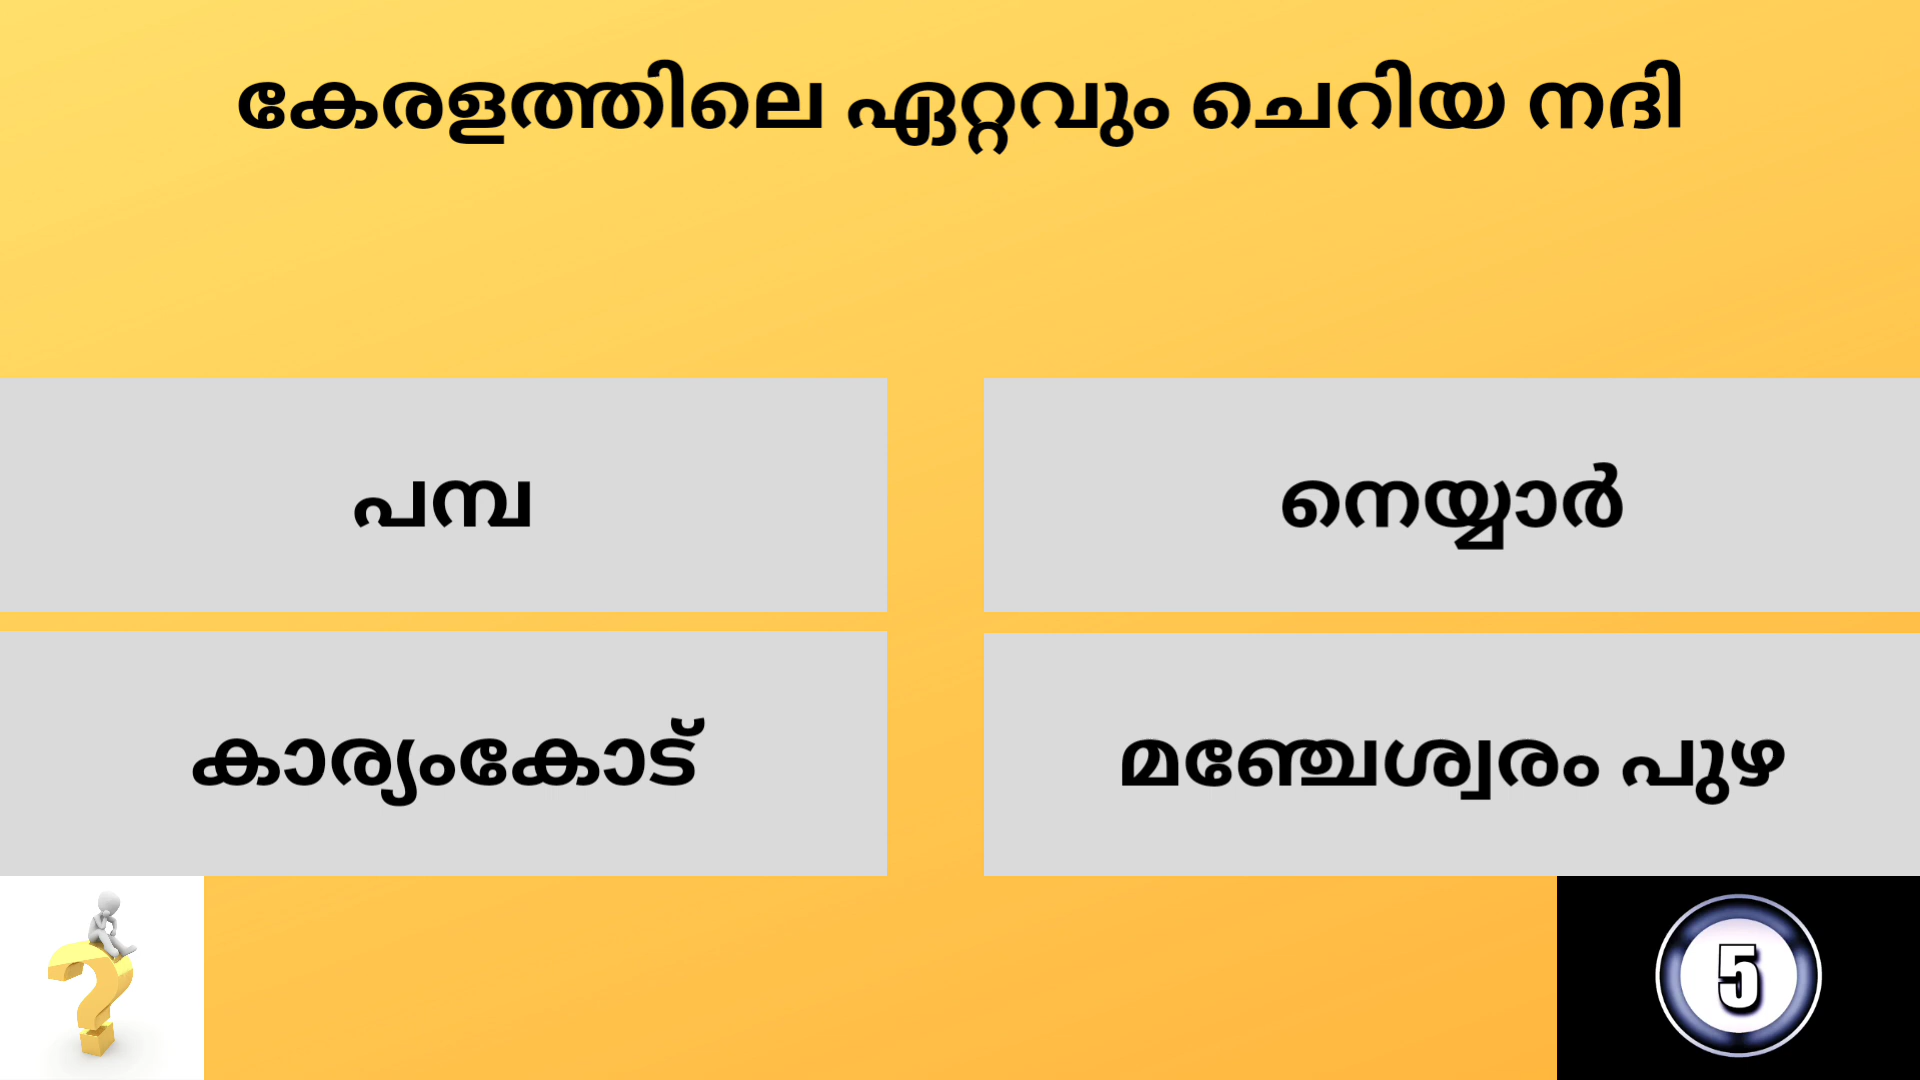 കേരളത്തിലെ ഏറ്റവും ചെറിയ നദി
പമ്പ
നെയ്യാർ
കാര്യംകോട്
മഞ്ചേശ്വരം പുഴ
5